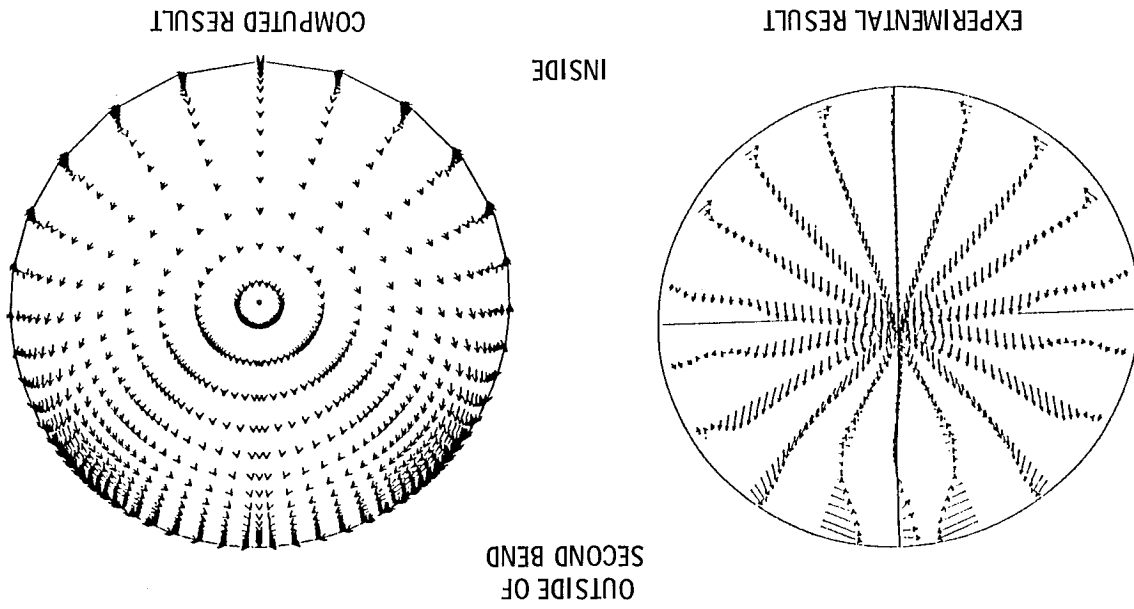 OUTSIDE OF
SECOND BEND
INSIDE
EXPERIMENTAL RESULT
COMPUTED RESULT